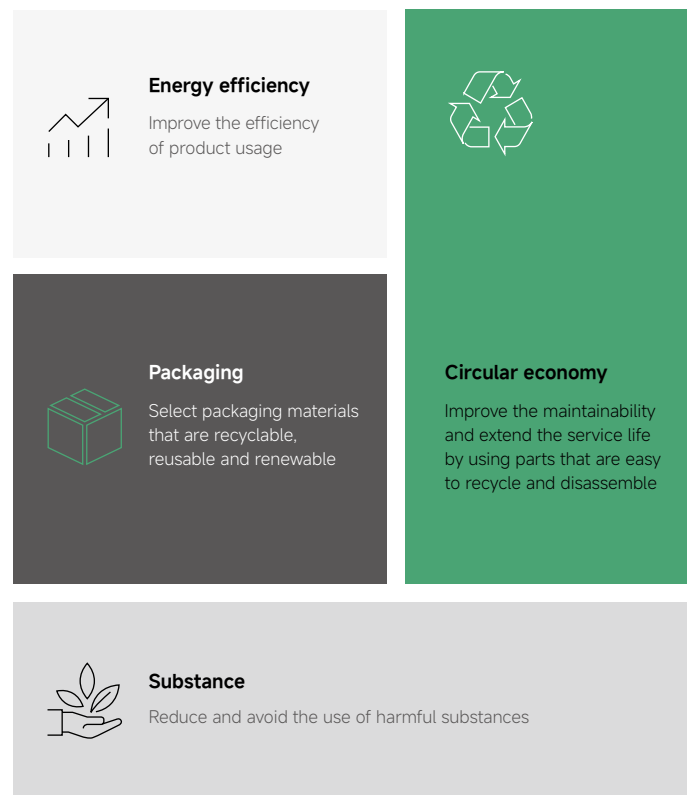 Energy efficiency
Improve the efficiency
of product usage
Packaging
Select packaging materials
that are recyclable,
reusable and renewable
Circular economy
Improve the maintainability
and extend the service life
by using parts that are easy
to recycle and disassemble
Substance
Reduce and avoid the use of harmful substances